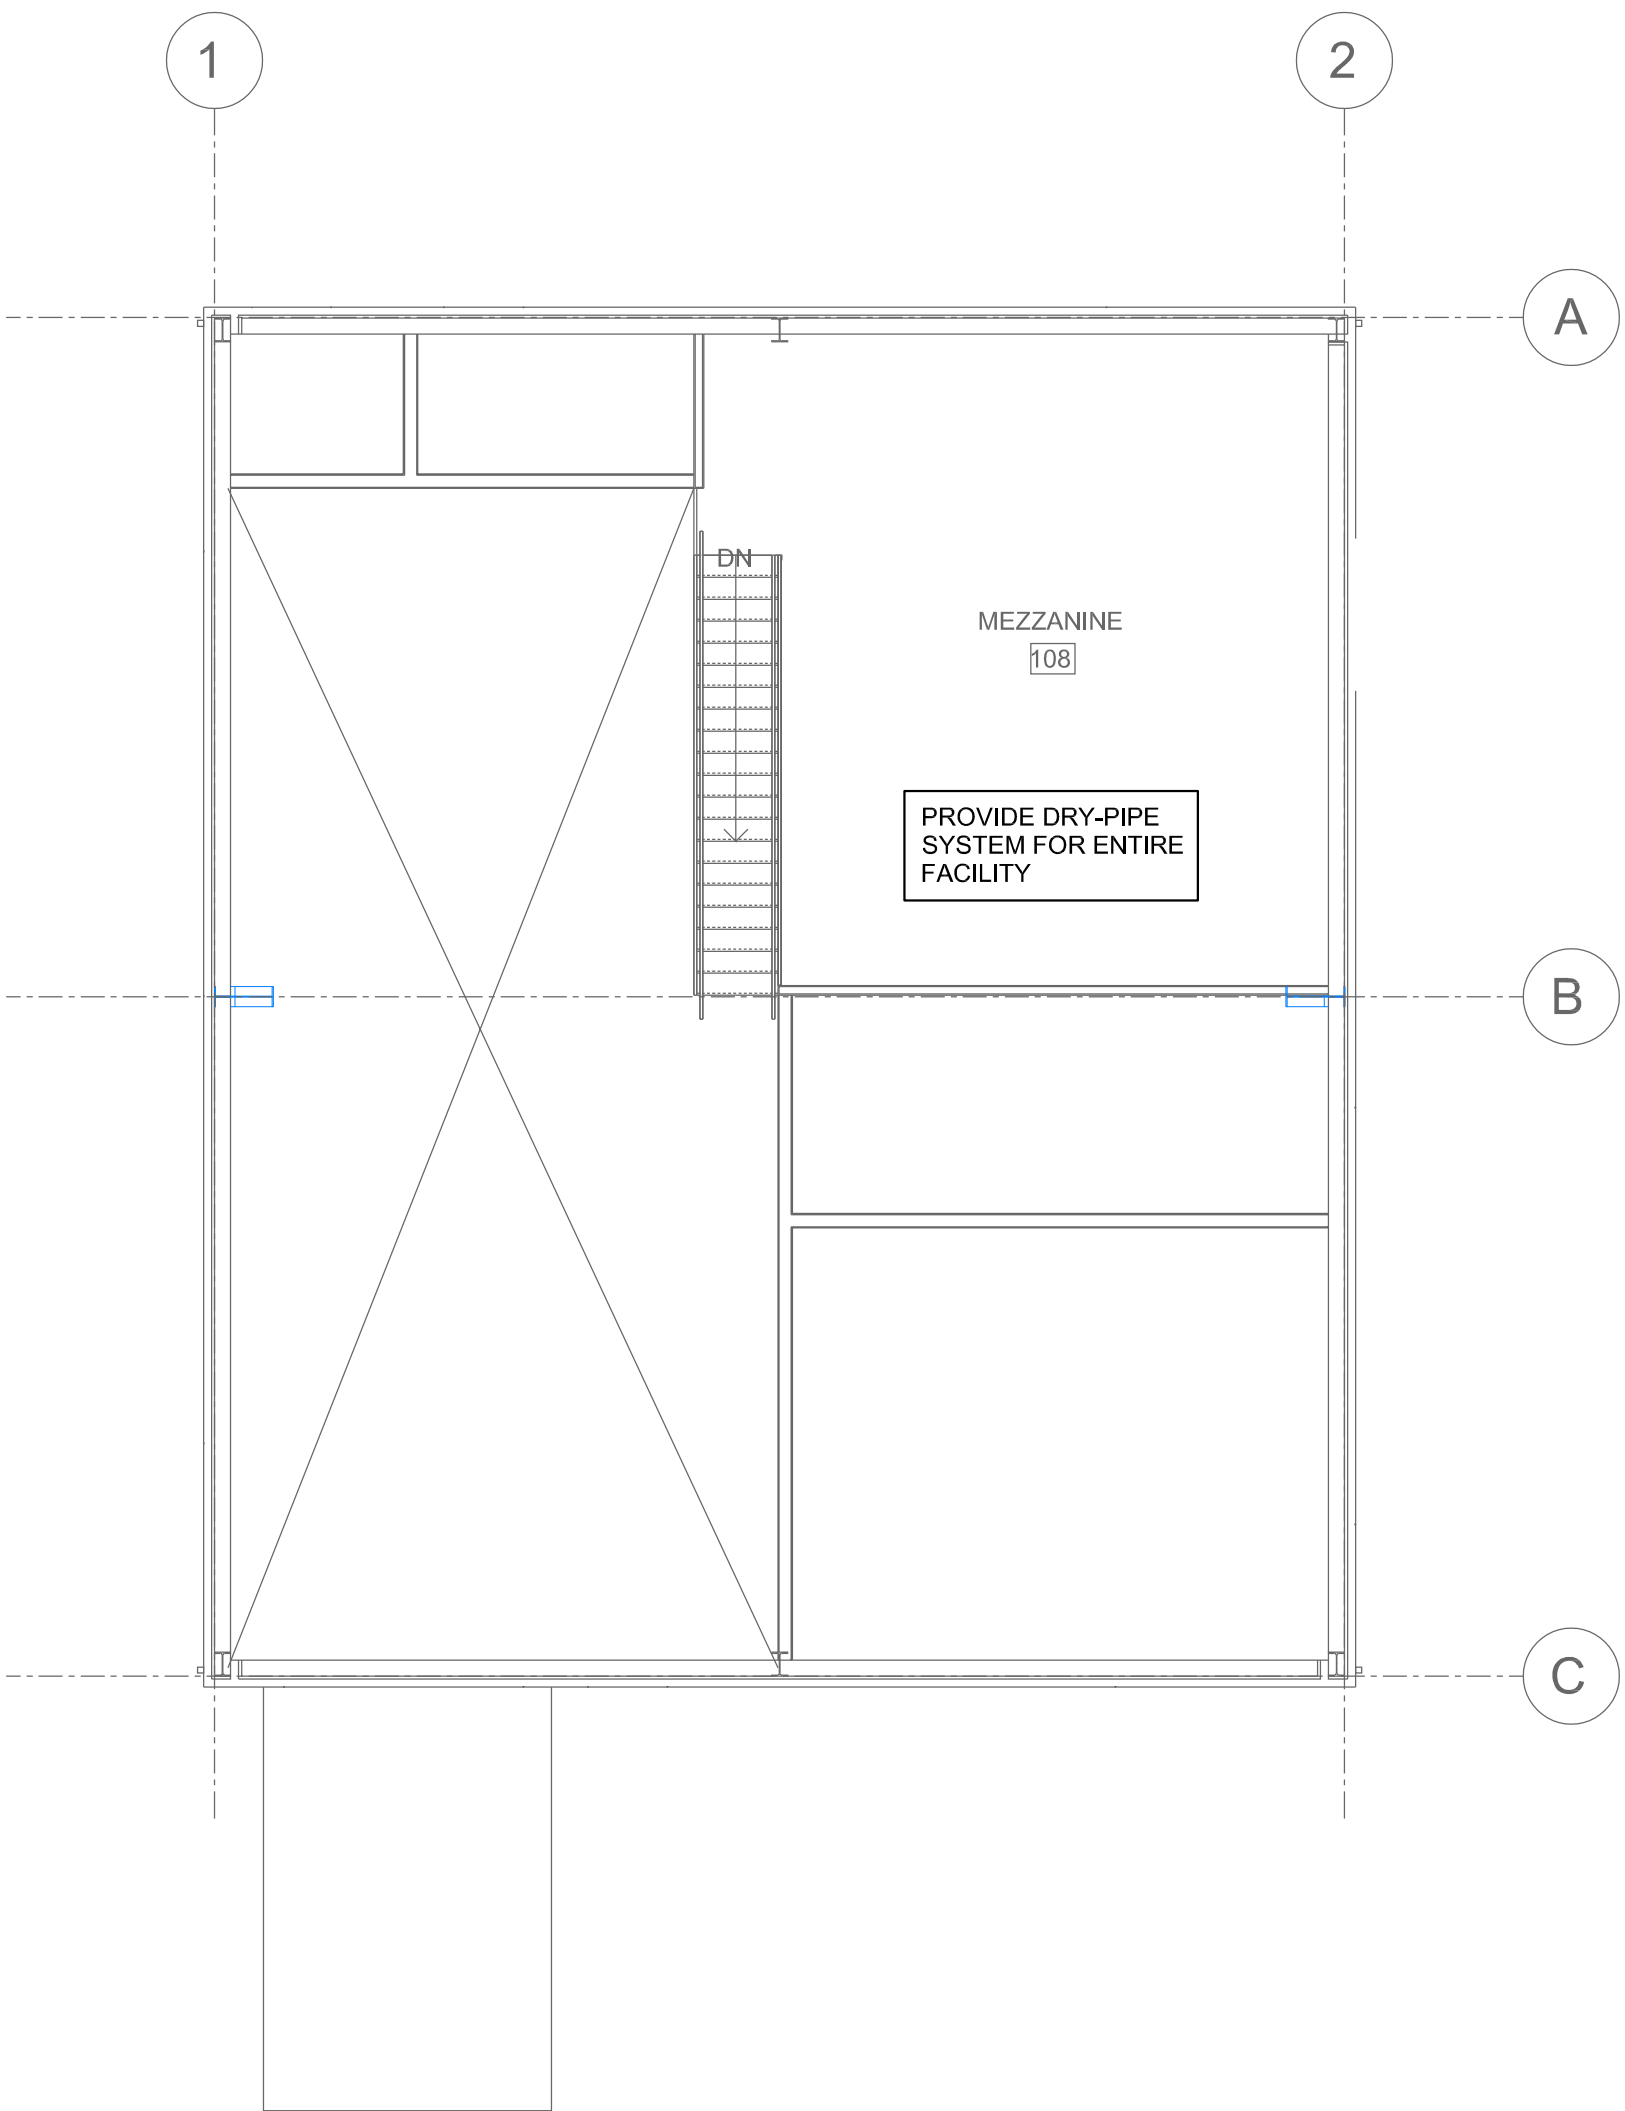 1
2
A
DN
MEZZANINE
108
PROVIDE DRY-PIPE
SYSTEM FOR ENTIRE
FACILITY
B
C